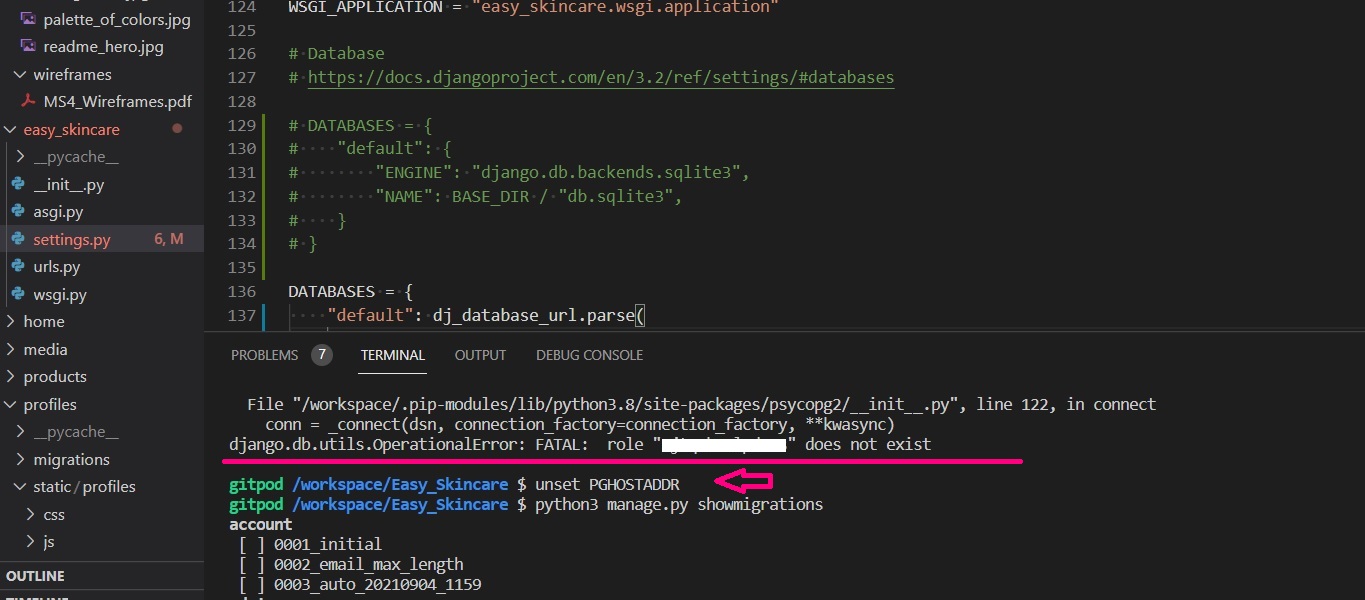 palette_of_colors.jpg
readme_hero.jpg
wireframes
MS4_Wireframes.pdf
easy_skincare
__pycache__
__init__.py
asgi.py
settings.py 6, M
urls.py
wsgi.py
home
media
products
profiles
__pycache__
migrations
static/profiles
css
js
OUTLINE
124 WSGI_APPLICATION = "easy_skincare.wsgi.application"
125
126 # Database
127 # https://docs.djangoproject.com/en/3.2/ref/settings/#databases
128
129 # DATABASES = {
130 #     "default": {
131 #         "ENGINE": "django.db.backends.sqlite3",
132 #         "NAME": BASE_DIR / "db.sqlite3",
133 #     }
134 # }
135
136 DATABASES = {
137     "default": dj_database_url.parse(
PROBLEMS 7 TERMINAL OUTPUT DEBUG CONSOLE
File "/workspace/.pip-modules/lib/python3.8/site-packages/psycopg2/__init__.py", line 122, in connect
conn = _connect(dsn, connection_factory=connection_factory, **kwasync)
django.db.utils.OperationalError: FATAL:  role "" does not exist
gitpod /workspace/Easy_Skincare $ unset PGHOSTADDR
gitpod /workspace/Easy_Skincare $ python3 manage.py showmigrations
account
[ ] 0001_initial
[ ] 0002_email_max_length
[ ] 0003_auto_20210904_1159